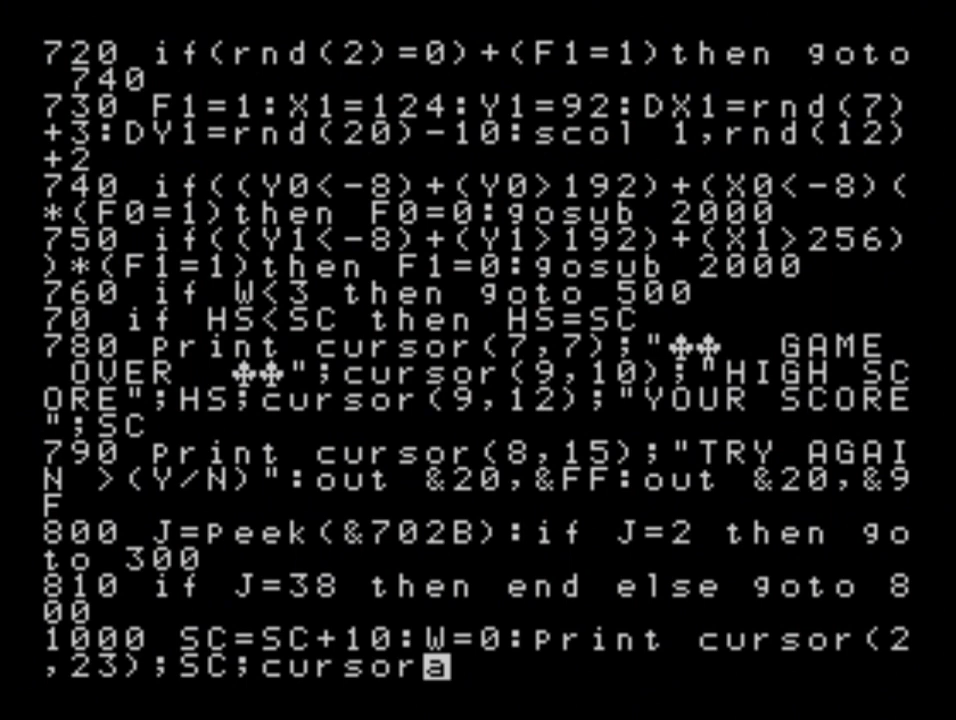 720 if(rnd(2)=0)+(F1=1)then goto
740
730 F1=1:X1=124:Y1=92:DX1=rnd(7)
+3:DY1=rnd(20)-10:scol 1,rnd(12)
+2
740 if((Y0<-8)+(Y0>192)+(X0<-8)(
*(F0=1)then F0=0:gosub 2000
750 if((Y1<-8)+(Y1>192)+(X1>256)
)*(F1=1)then F1=0:gosub 2000
760 if W<3 then goto 500
70 if HS<SC then HS=SC
780 print cursor(7,7);"♣♣  GAME
OVER  ♣♣";cursor(9,10);"HIGH SC
ORE";HS;cursor(9,12);"YOUR SCORE
";SC
790 print cursor(8,15);"TRY AGAI
N >(Y/N)":out &20,&FF:out &20,&9
F
800 J=peek(&702B):if J=2 then go
to 300
810 if J=38 then end else goto 8
00
1000 SC=SC+10:W=0:print cursor(2
,23);SC;cursora